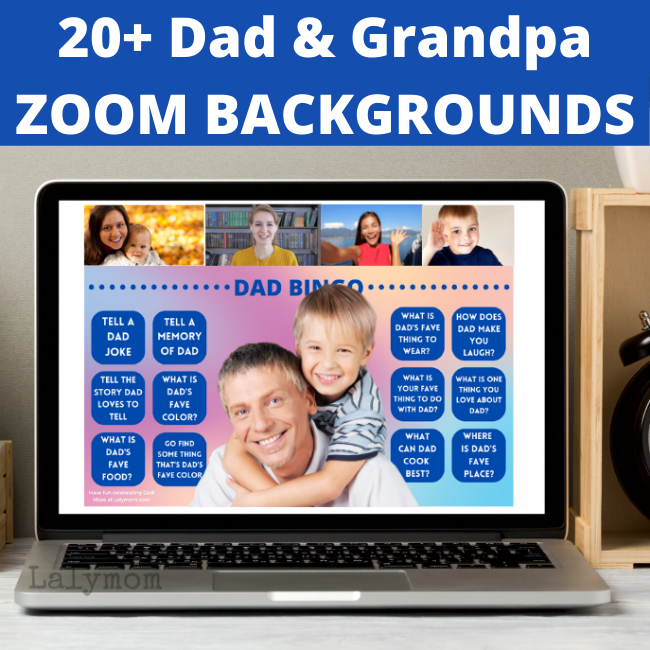 20+ Dad & Grandpa
ZOOM BACKGROUNDS
DAD BINGO
TELL A
DAD
JOKE
TELL A
MEMORY
OF DAD
WHAT IS
DAD'S FAVE
THING TO
WEAR?
HOW DOES
DAD MAKE
YOU
LAUGH?
TELL THE
STORY DAD
LOVES TO
TELL
WHAT IS
DAD'S
FAVE
COLOR?
WHAT IS
YOUR FAVE
THING TO DO
WITH DAD?
WHAT IS ONE
THING YOU
LOVE ABOUT
DAD?
WHAT IS
DAD'S
FAVE
FOOD?
GO FIND
SOME THING
THAT'S DAD'S
FAVE COLOR
WHAT
CAN DAD
COOK
BEST?
WHERE
IS DAD'S
FAVE
PLACE?
Have fun celebrating Dad!
More at Lalymom.com
Lalymom